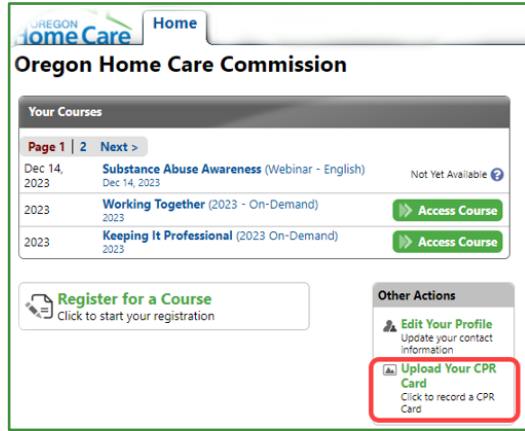 OREGON
Home Care
Home
Oregon Home Care Commission
Your Courses
Page 1 | 2 Next >
Dec 14, 2023 Substance Abuse Awareness (Webinar - English) Not Yet Available ?
Dec 14, 2023
2023 Working Together (2023 - On-Demand) Access Course
2023
2023 Keeping It Professional (2023 On-Demand) Access Course
2023
Register for a Course
Click to start your registration
Other Actions
Edit Your Profile
Update your contact
information
Upload Your CPR
Card
Click to record a CPR
Card